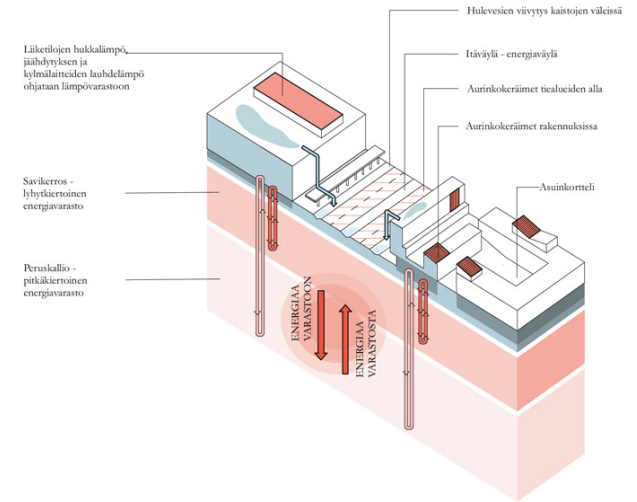 Hulevesien viivytys kaistojen väleissä
Liiketilojen hukkalämpö,
jäähdytyksen ja
kylmälaitteiden lauhdelämpö
ohjataan lämpövarastoon
Itäväylä - energiaväylä
Aurinkokeräimet tiealueiden alla
Aurinkokeräimet rakennuksissa
Asuinkortteli
Savikerros -
lyhytkiertoinen
energiavarasto
Peruskallio -
pitkäkiertoinen
energiavarasto
ENERGIAA
VARASTOON
ENERGIAA
VARASTOSTA